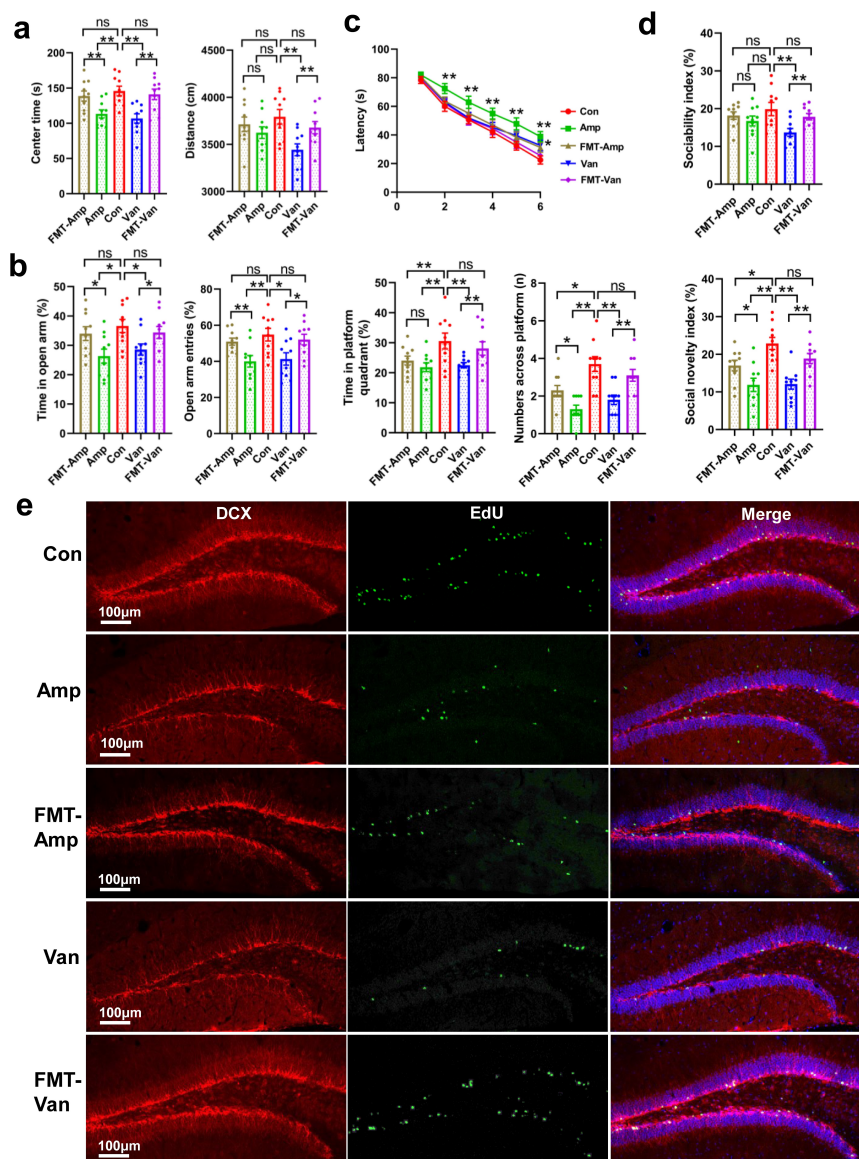 a
ns
ns
**
**
**
**
Center time (s)
200
150
100
50
0
FMT-Amp
Amp
Con
Van
FMT-Van
ns
ns
ns
**
ns
**
Distance (cm)
4500
4000
3500
3000
FMT-Amp
Amp
Con
Van
FMT-Van
c
Latency (s)
100
80
60
40
20
0
0
2
4
6
**
**
**
**
**
*
Con
Amp
FMT-Amp
Van
FMT-Van
d
ns
ns
ns
**
ns
**
Sociability index (%)
40
30
20
10
0
FMT-Amp
Amp
Con
Van
FMT-Van
b
ns
ns
*
*
*
*
Time in open arm (%)
60
50
40
30
20
10
0
FMT-Amp
Amp
Con
Van
FMT-Van
ns
ns
**
*
**
*
Open arm entries (%)
80
60
40
20
0
FMT-Amp
Amp
Con
Van
FMT-Van
**
ns
**
**
ns
**
Time in platform
quadrant (%)
50
40
30
20
10
0
FMT-Amp
Amp
Con
Van
FMT-Van
*
ns
**
**
*
**
Numbers across platform (n)
8
6
4
2
0
FMT-Amp
Amp
Con
Van
FMT-Van
*
ns
**
**
*
**
Social novelty index (%)
40
30
20
10
0
FMT-Amp
Amp
Con
Van
FMT-Van
e
DCX
EdU
Merge
Con
100μm
Amp
100μm
FMT-
Amp
100μm
Van
100μm
FMT-
Van
100μm